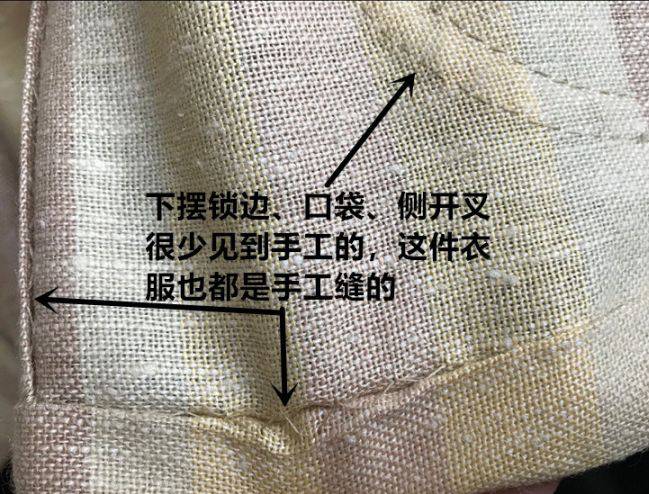 下摆锁边、口袋、侧开叉
很少见到手工的，这件衣
服也都是手工缝的